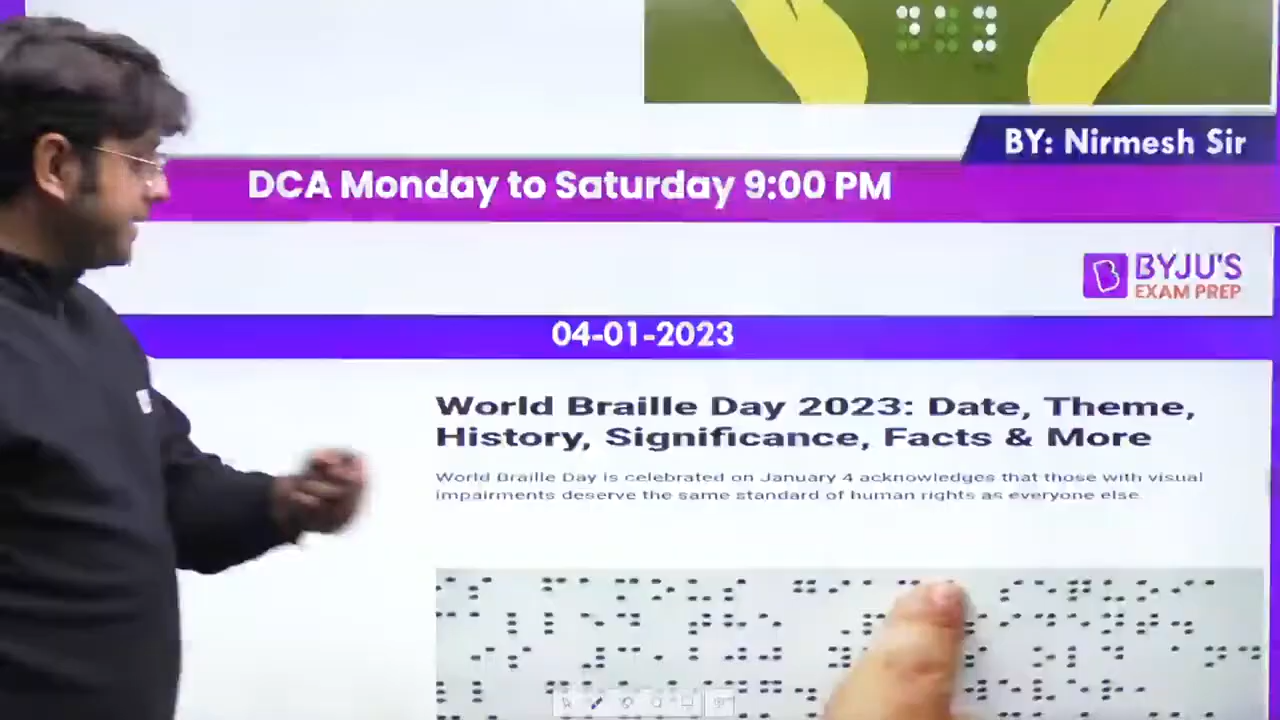 BY: Nirmesh Sir
DCA Monday to Saturday 9:00 PM
BYJU'S
EXAM PREP
04-01-2023
World Braille Day 2023: Date, Theme,
History, Significance, Facts & More
World Braille Day is celebrated on January 4 acknowledges that those with visual
impairments deserve the same standard of human rights as everyone else.